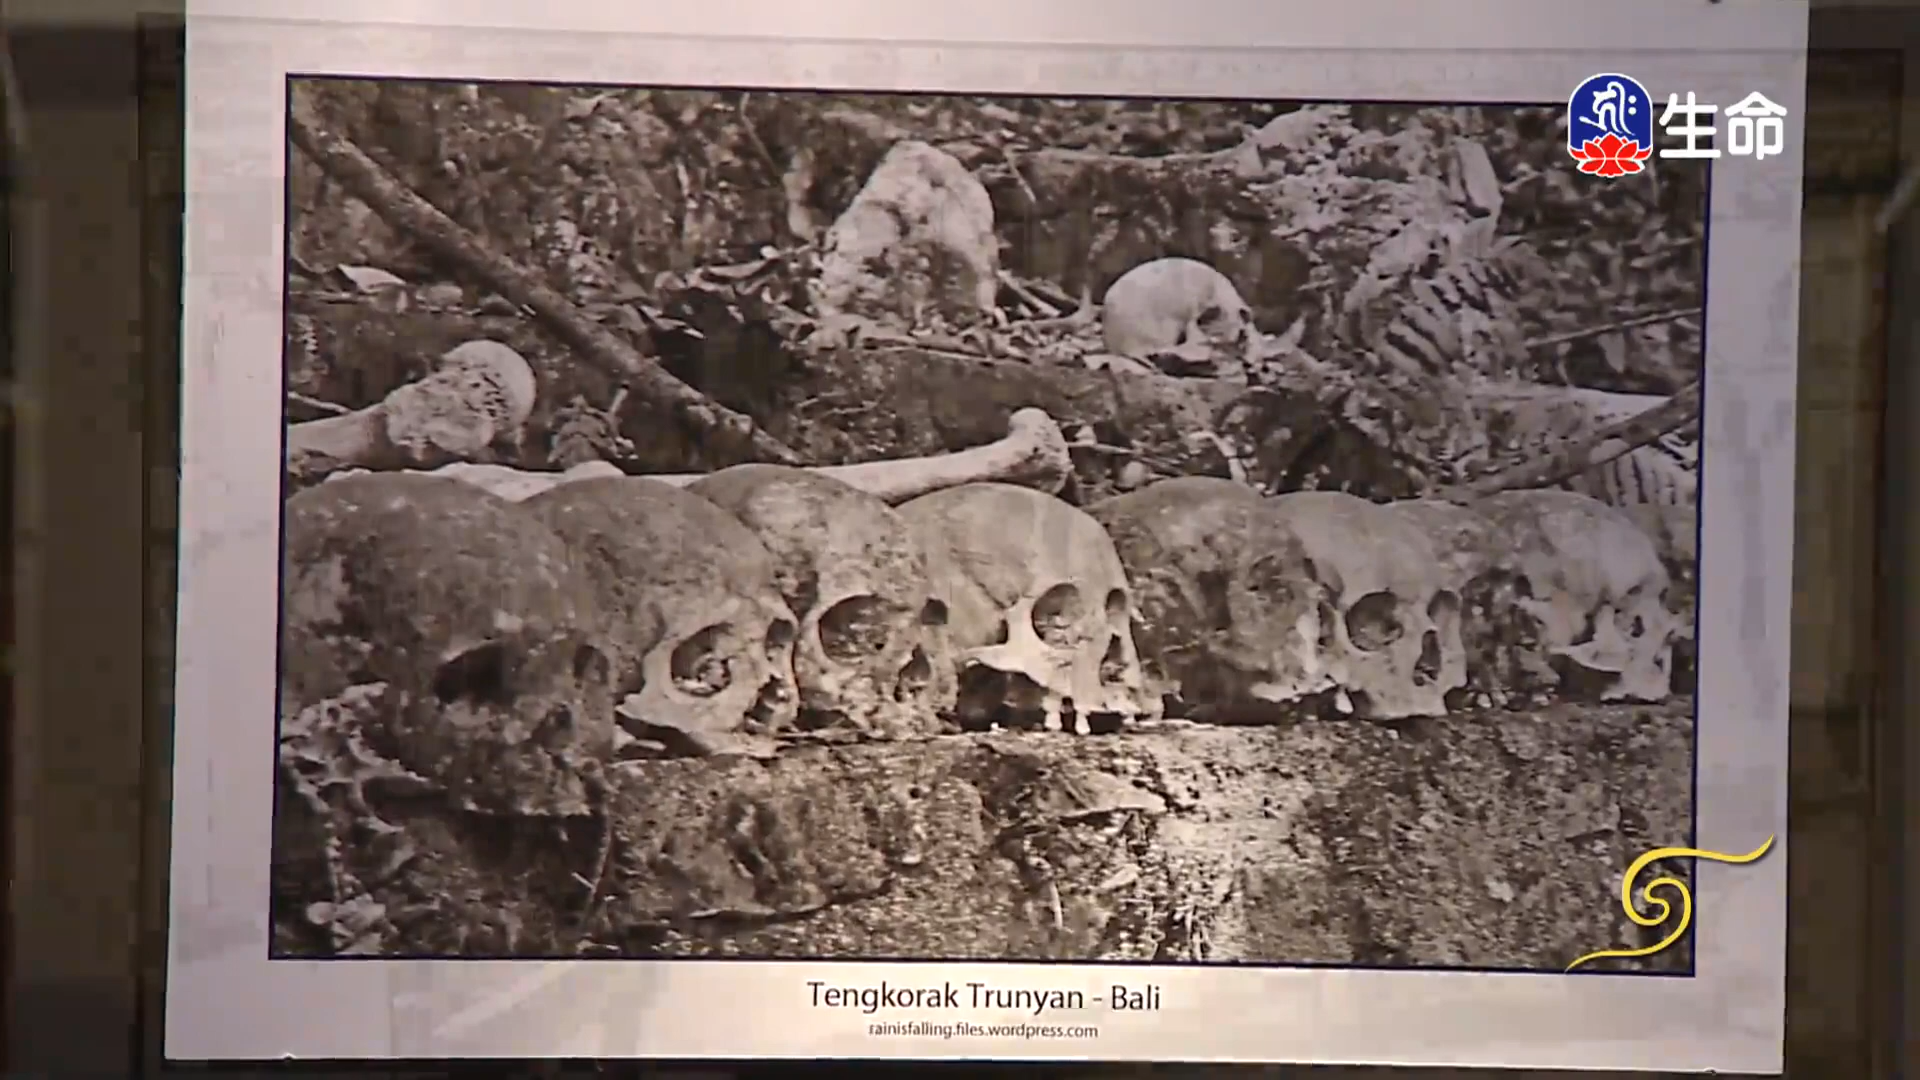 生命
Tengkorak Trunyan - Bali
rainisfalling.files.wordpress.com